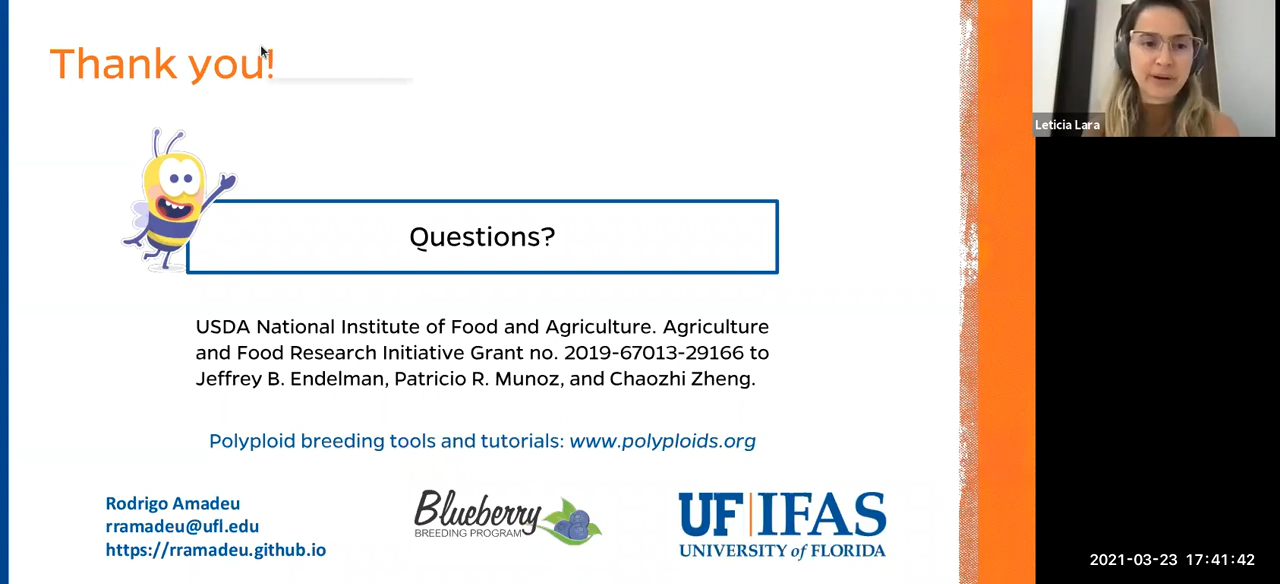 Thank you!
Leticia Lara
Questions?
USDA National Institute of Food and Agriculture. Agriculture
and Food Research Initiative Grant no. 2019-67013-29166 to
Jeffrey B. Endelman, Patricio R. Munoz, and Chaozhi Zheng.
Polyploid breeding tools and tutorials: www.polyploids.org
Rodrigo Amadeu
rramadeu@ufl.edu
https://rramadeu.github.io
Blueberry
BREEDING PROGRAM
UF|IFAS
UNIVERSITY of FLORIDA
2021-03-23 17:41:42